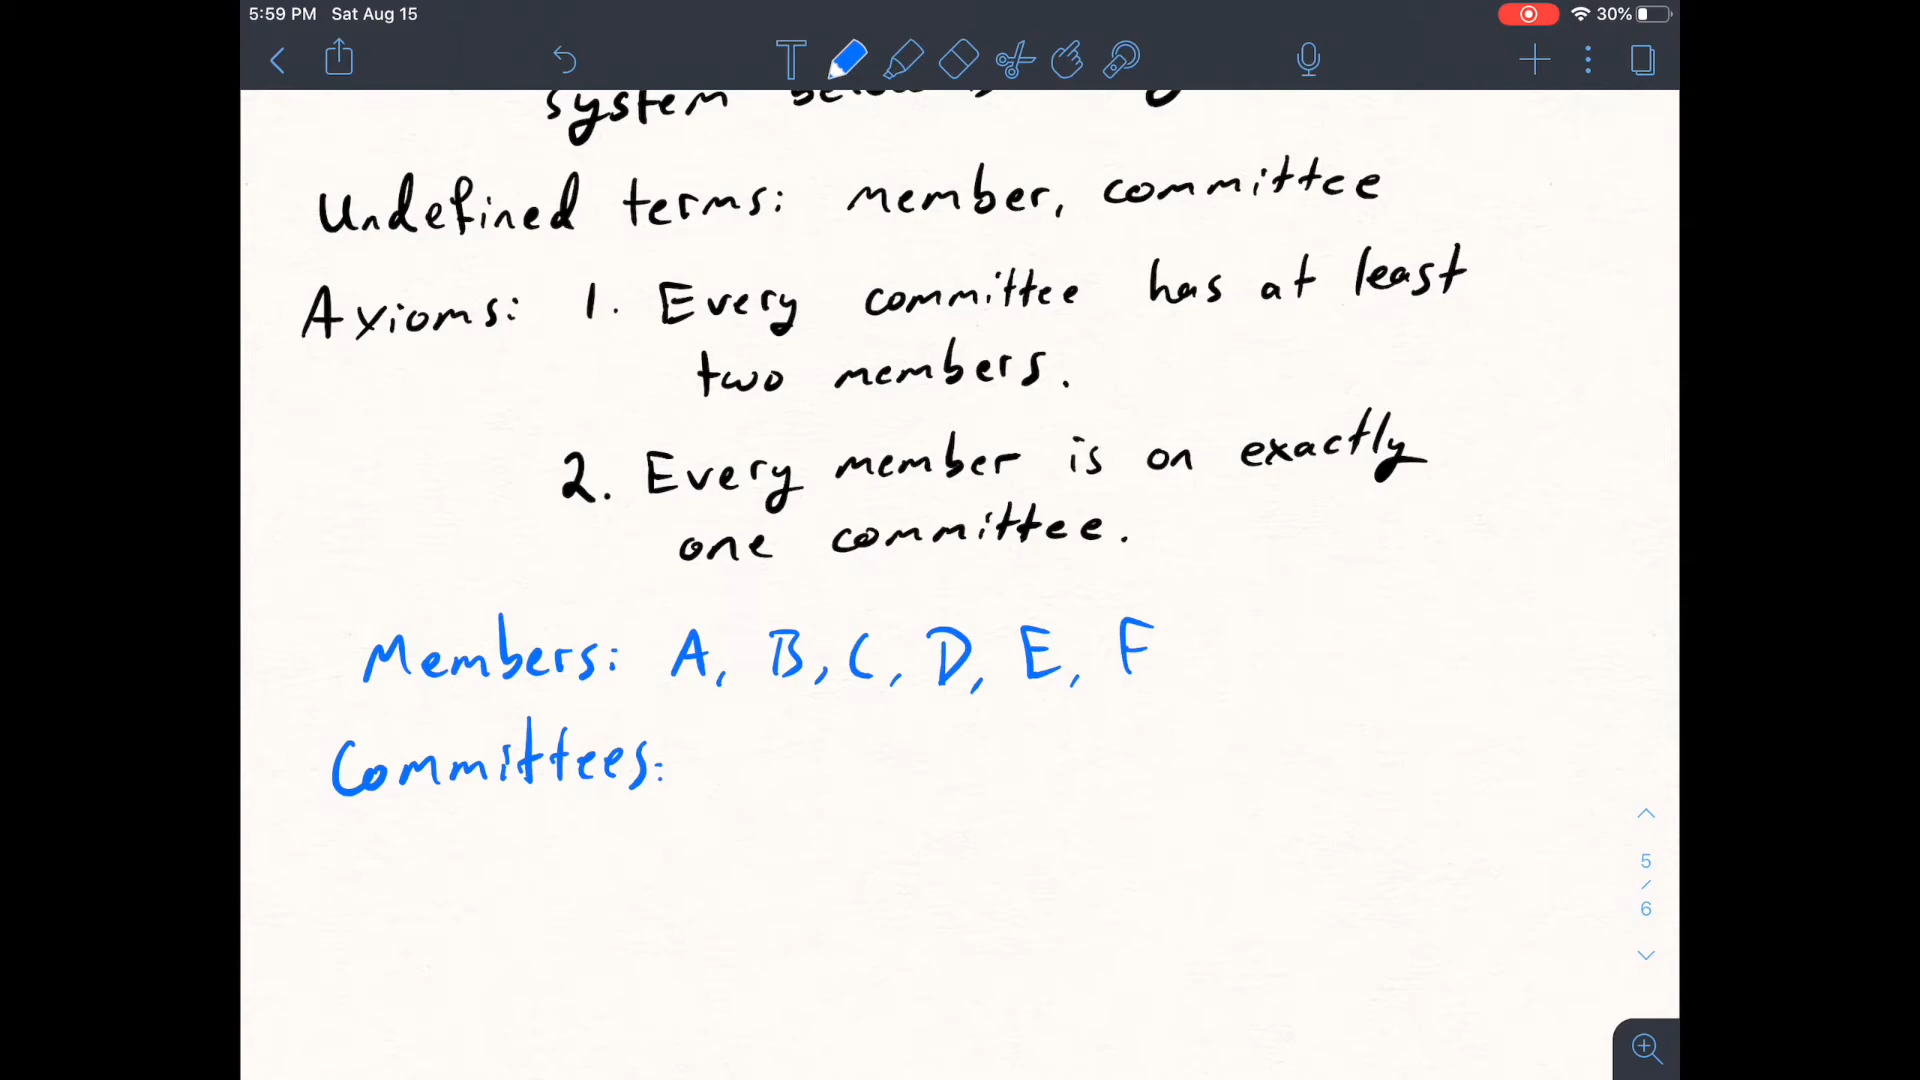 5:59 PM Sat Aug 15
30%
system
Undefined terms: member, committee
Axioms: 1. Every committee has at least
two members.
2. Every member is on exactly
one committee.
Members: A, B, C, D, E, F
Committees:
5
/
6